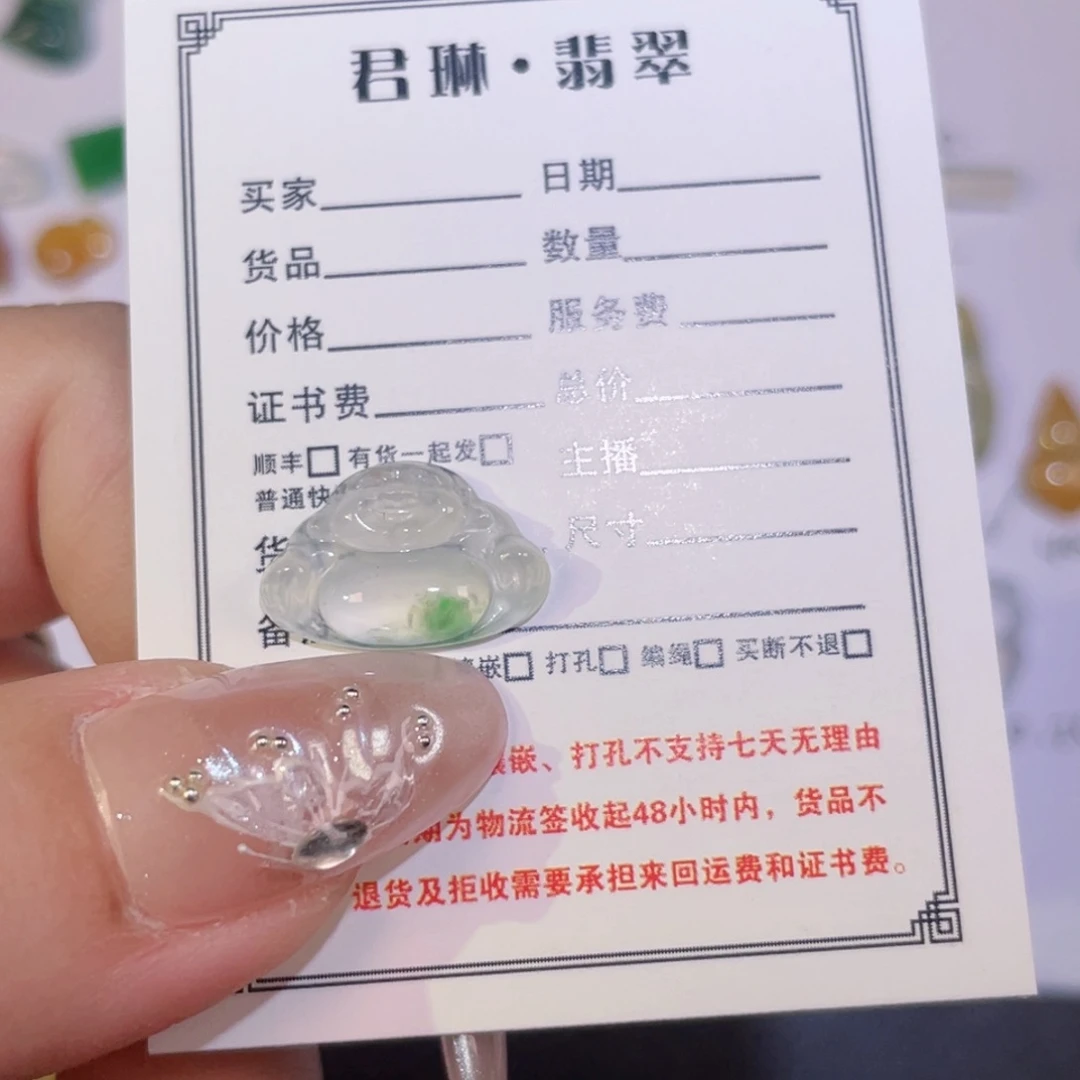 君琳·翡翠
买家 日期
货品 数量
价格 服务费
证书费 总价
顺丰 有货一起发 主播
普通快
货 尺寸
备
嵌 打孔 编绳 买断不退
嵌、打孔不支持七天无理由
期为物流签收起48小时内，货品不
退货及拒收需要承担来回运费和证书费。